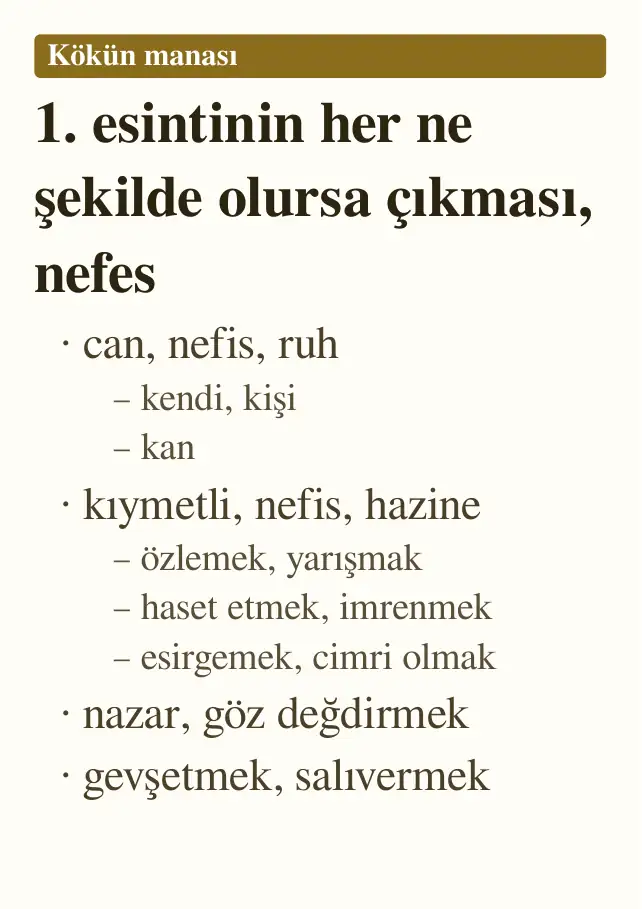 Kökün manası
1. esintinin her ne
şekilde olursa çıkması,
nefes
· can, nefis, ruh
– kendi, kişi
– kan
· kıymetli, nefis, hazine
– özlemek, yarışmak
– haset etmek, imrenmek
– esirgemek, cimri olmak
· nazar, göz değdirmek
· gevşetmek, salıvermek